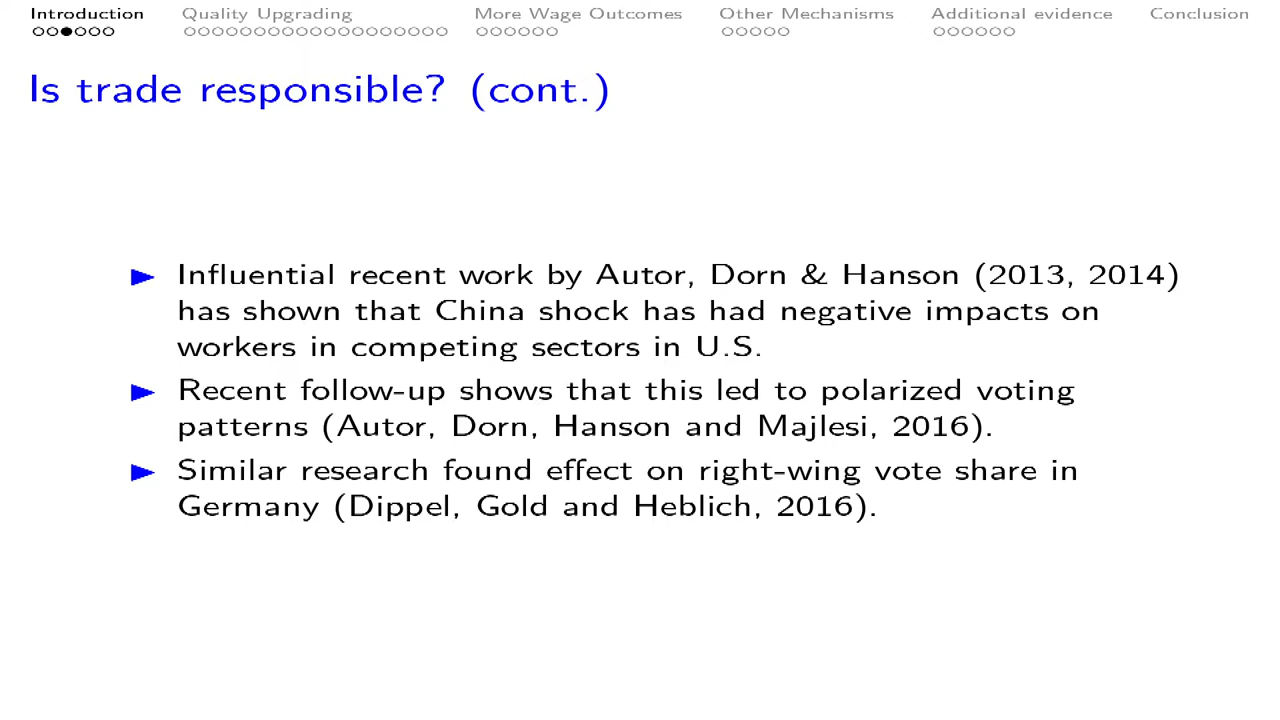 Introduction Quality Upgrading More Wage Outcomes Other Mechanisms Additional evidence Conclusion
Is trade responsible? (cont.)
Influential recent work by Autor, Dorn & Hanson (2013, 2014)
has shown that China shock has had negative impacts on
workers in competing sectors in U.S.
Recent follow-up shows that this led to polarized voting
patterns (Autor, Dorn, Hanson and Majlesi, 2016).
Similar research found effect on right-wing vote share in
Germany (Dippel, Gold and Heblich, 2016).